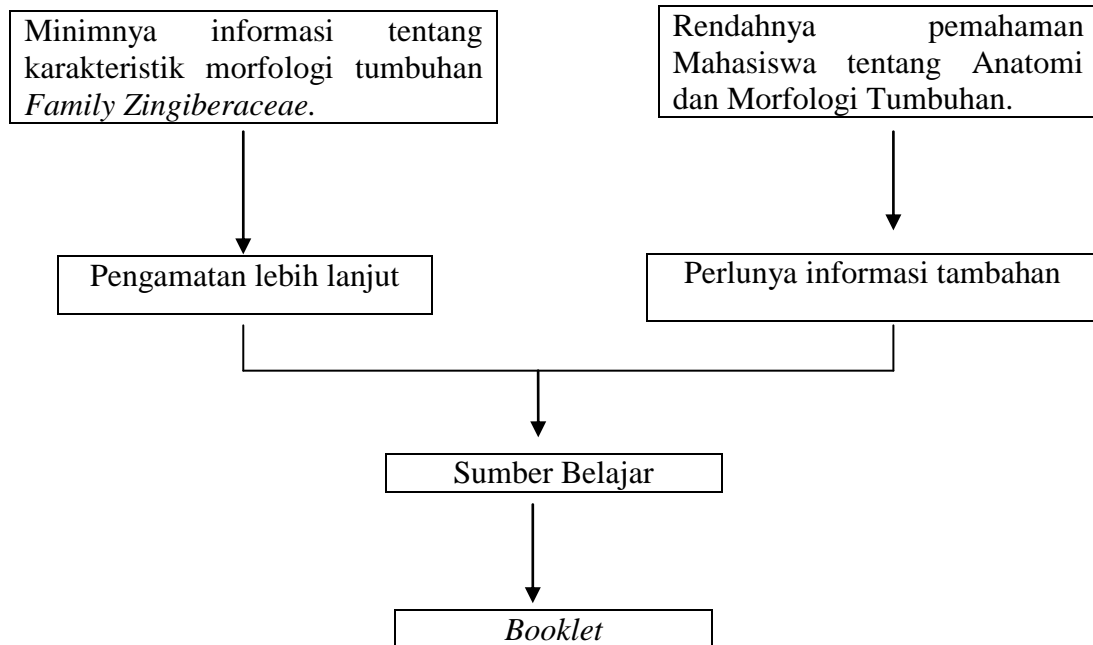 Minimnya informasi tentang
karakteristik morfologi tumbuhan
Family Zingiberaceae.
Rendahnya pemahaman
Mahasiswa tentang Anatomi
dan Morfologi Tumbuhan.
Pengamatan lebih lanjut
Perlunya informasi tambahan
Sumber Belajar
Booklet